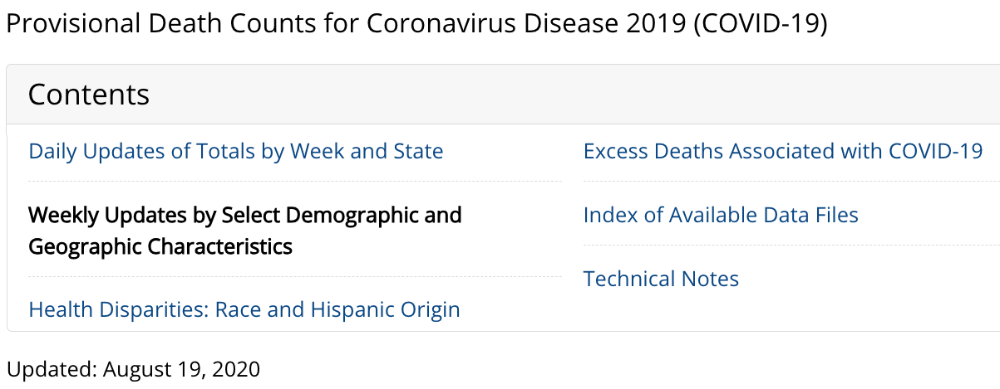 Provisional Death Counts for Coronavirus Disease 2019 (COVID-19)
Contents
Daily Updates of Totals by Week and State
Weekly Updates by Select Demographic and
Geographic Characteristics
Health Disparities: Race and Hispanic Origin
Excess Deaths Associated with COVID-19
Index of Available Data Files
Technical Notes
Updated: August 19, 2020